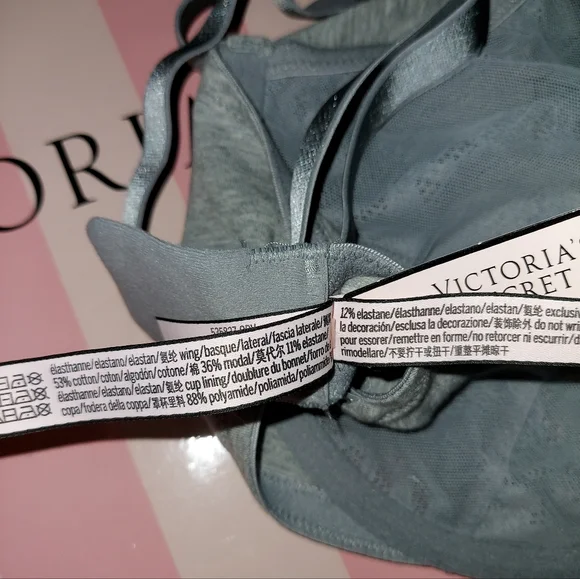 ORI
VICTORIA'S
CRET
élasthanne/elastano/elastan/氨纶 wing/basque/lateral/fascia laterale/
53% cotton/coton/algodón/cotone/棉 36% modal/莫代尔 11% elastane/
élasthanne/elastano/elastan/氨纶 cup lining/doublure du bonnet/forro de
copa/fodera della coppa/罩杯里料 88% polyamide/poliamida/poliammide
12% elastane/élasthanne/elastano/elastan/氨纶 exclusiv
la decoración/esclusa la decorazione/装饰除外 do not wrin
pour essorer/remettre en forme/no retorcer ni escurrir/d
rimodellare/不要拧干或扭干/重整平摊晾干